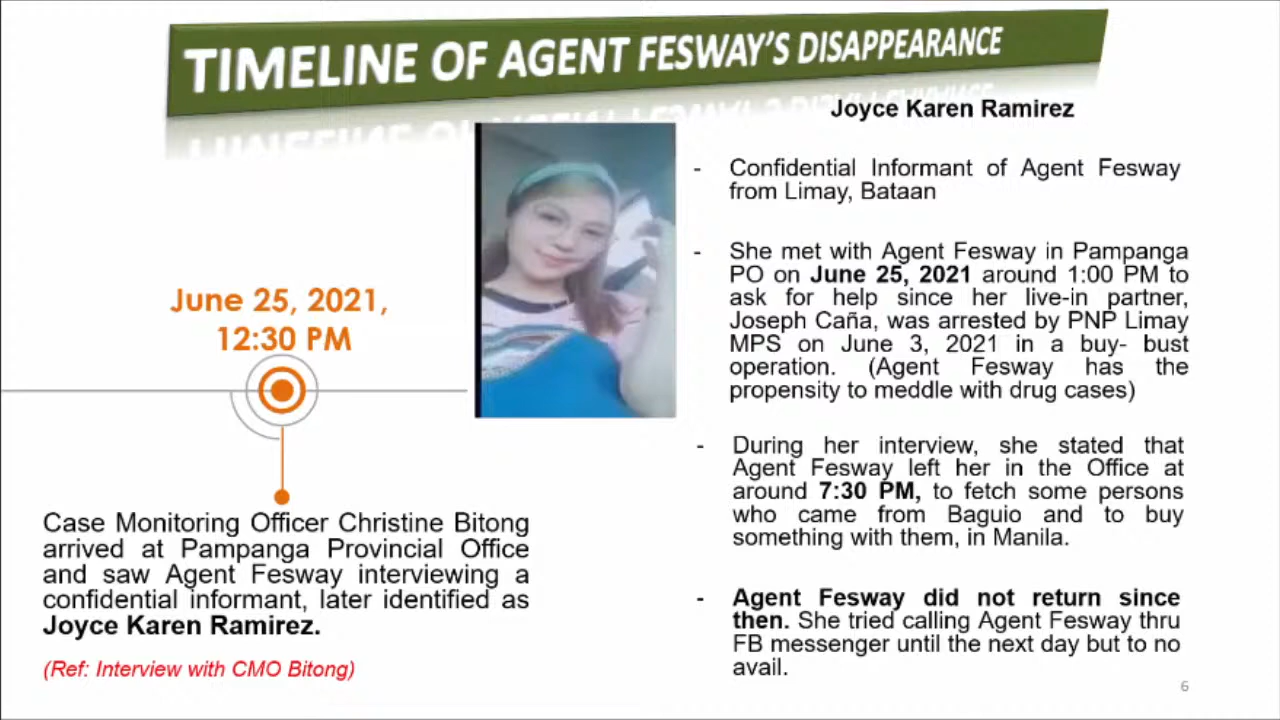 TIMELINE OF AGENT FESWAY'S DISAPPEARANCE
June 25, 2021,
12:30 PM
Case Monitoring Officer Christine Bitong
arrived at Pampanga Provincial Office
and saw Agent Fesway interviewing a
confidential informant, later identified as
Joyce Karen Ramirez.
(Ref: Interview with CMO Bitong)
Joyce Karen Ramirez
- Confidential Informant of Agent Fesway
from Limay, Bataan
- She met with Agent Fesway in Pampanga
PO on June 25, 2021 around 1:00 PM to
ask for help since her live-in partner,
Joseph Caña, was arrested by PNP Limay
MPS on June 3, 2021 in a buy- bust
operation. (Agent Fesway has the
propensity to meddle with drug cases)
- During her interview, she stated that
Agent Fesway left her in the Office at
around 7:30 PM, to fetch some persons
who came from Baguio and to buy
something with them, in Manila.
- Agent Fesway did not return since
then. She tried calling Agent Fesway thru
FB messenger until the next day but to no
avail.
6